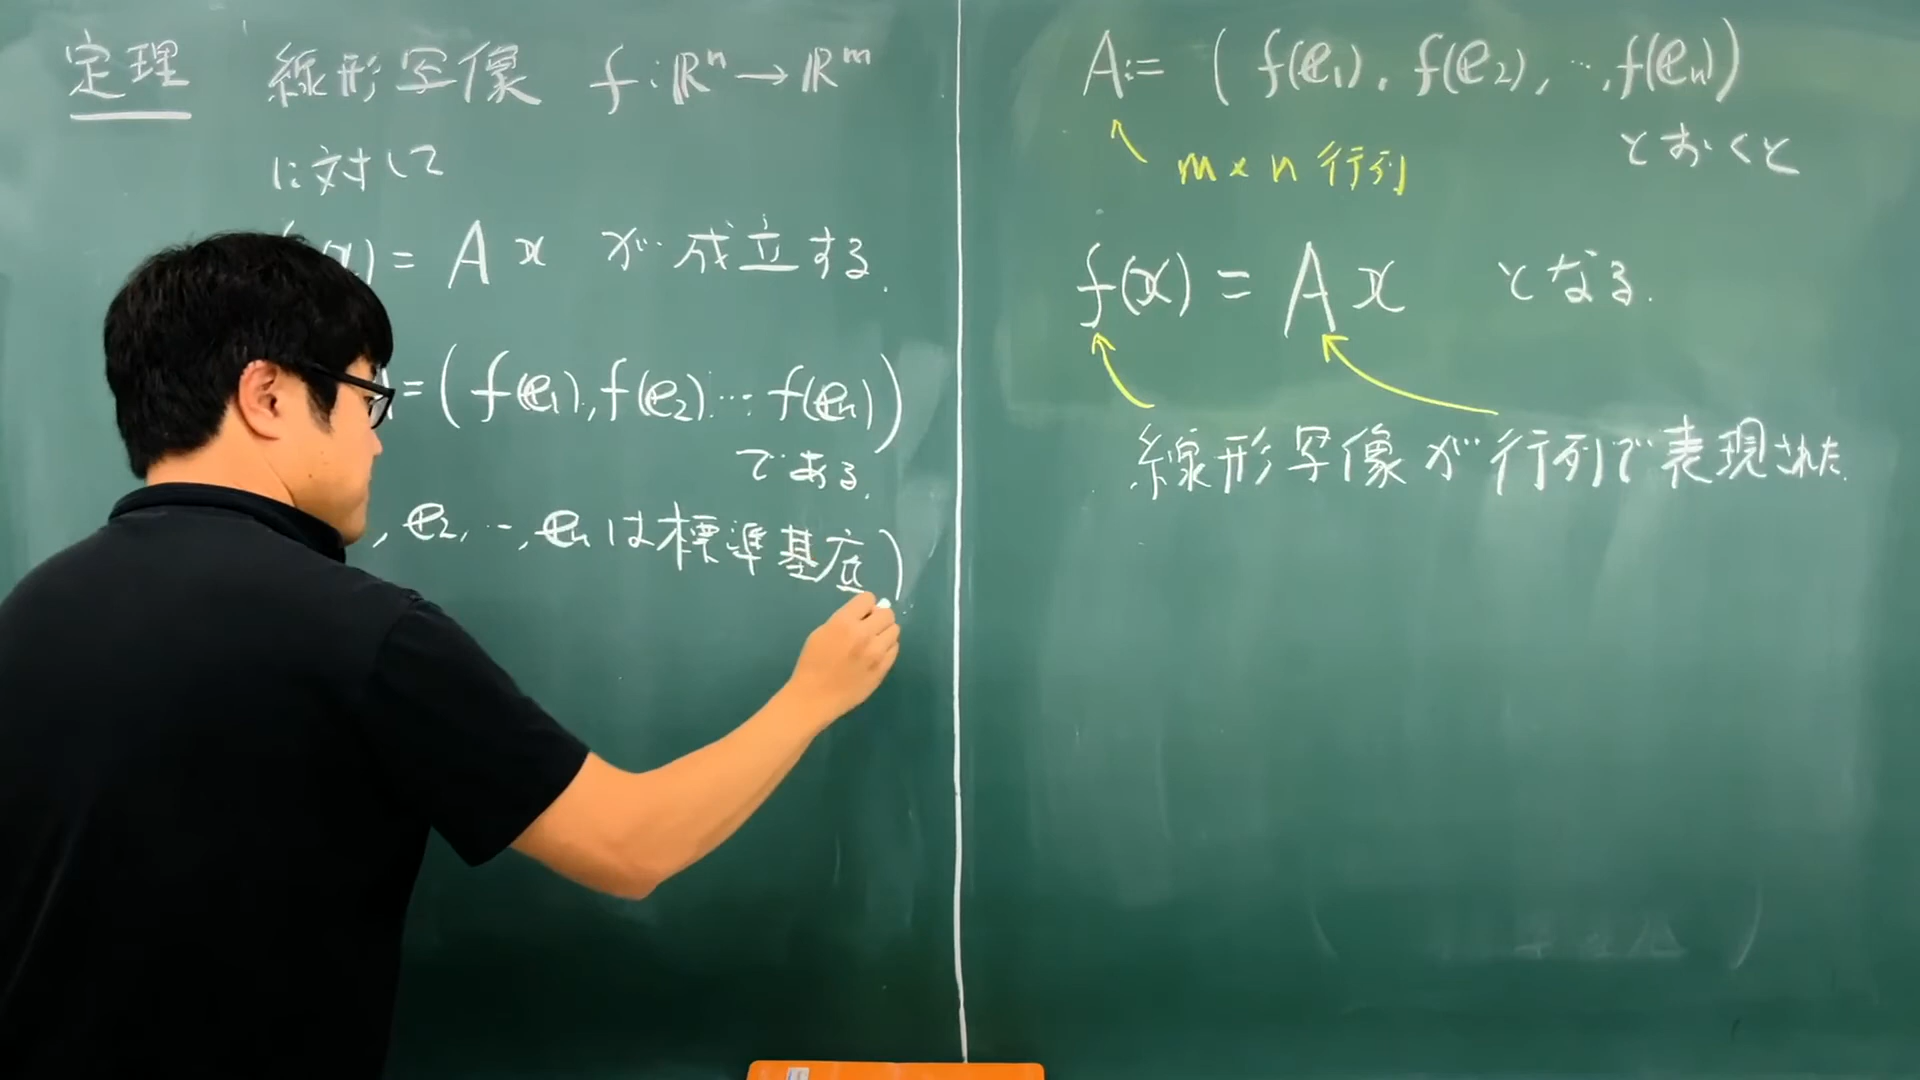 定理 線形写像 f : ℝⁿ → ℝᵐ
に対して
(x) = A x が成立する.
= ( f(e₁), f(e₂) … f(eₙ) )
である.
, e₂, …, eₙ は標準基底 )
A := ( f(e₁), f(e₂), …, f(eₙ) )
とおくと
m × n 行列
f(x) = A x となる.
線形写像が行列で表現された.